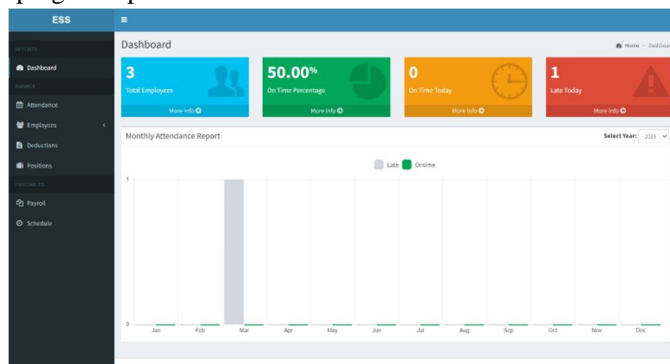 ESS
REPORTS
Dashboard
MANAGE
Attendance
Employees
Deductions
Positions
PRINTABLES
Payroll
Schedule
Dashboard
Home > Dashboard
3
Total Employees
More info
50.00%
On Time Percentage
More info
0
On Time Today
More info
1
Late Today
More info
Monthly Attendance Report
Select Year: 2023
Late Ontime
1
0
Jan Feb Mar Apr May Jun Jul Aug Sep Oct Nov Dec